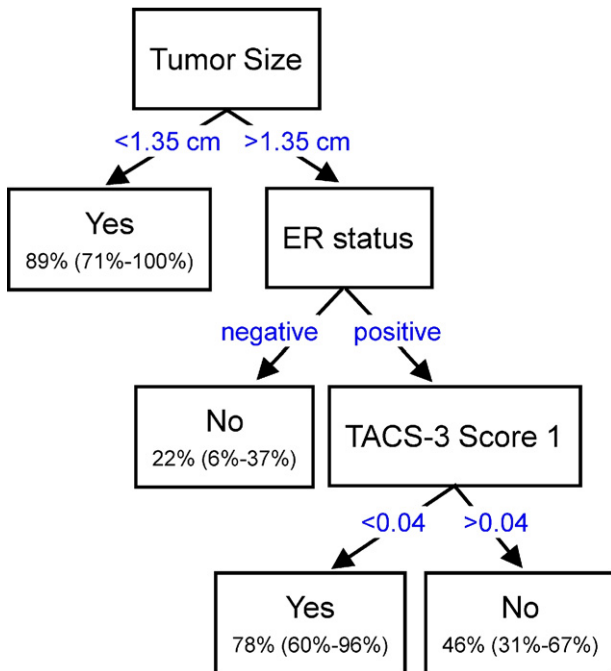 Tumor Size
<1.35 cm >1.35 cm
Yes
89% (71%-100%)
ER status
negative positive
No
22% (6%-37%)
TACS-3 Score 1
<0.04 >0.04
Yes
78% (60%-96%)
No
46% (31%-67%)